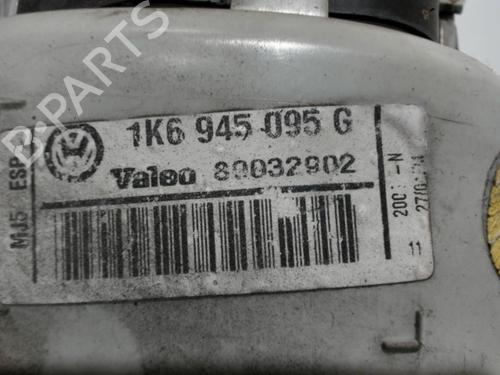 1K6 945 095 G
Valeo 89032902
MJ5 ESP
11
B-PARTS